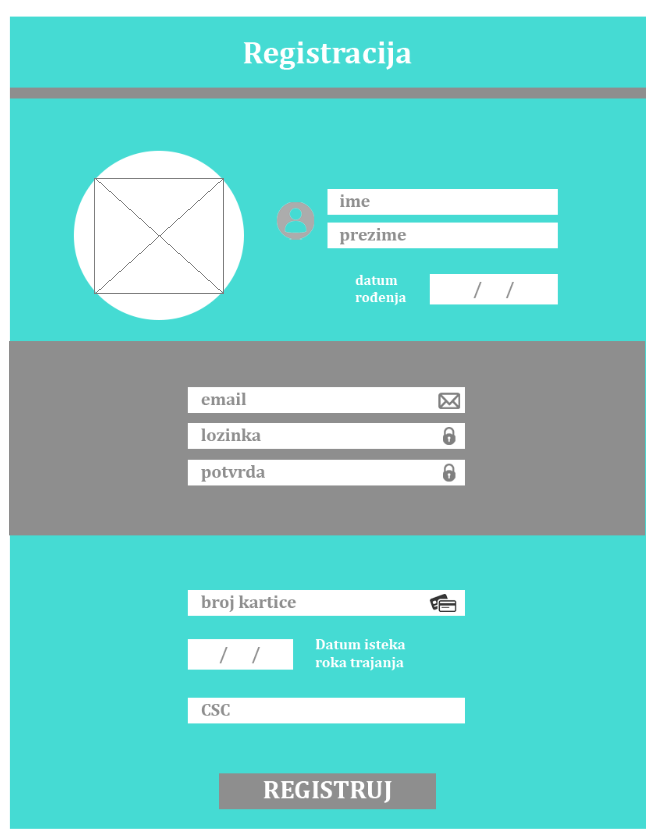 Registracija
ime
prezime
datum
rođenja
/ /
email
lozinka
potvrda
broj kartice
/ /
Datum isteka
roka trajanja
CSC
REGISTRUJ